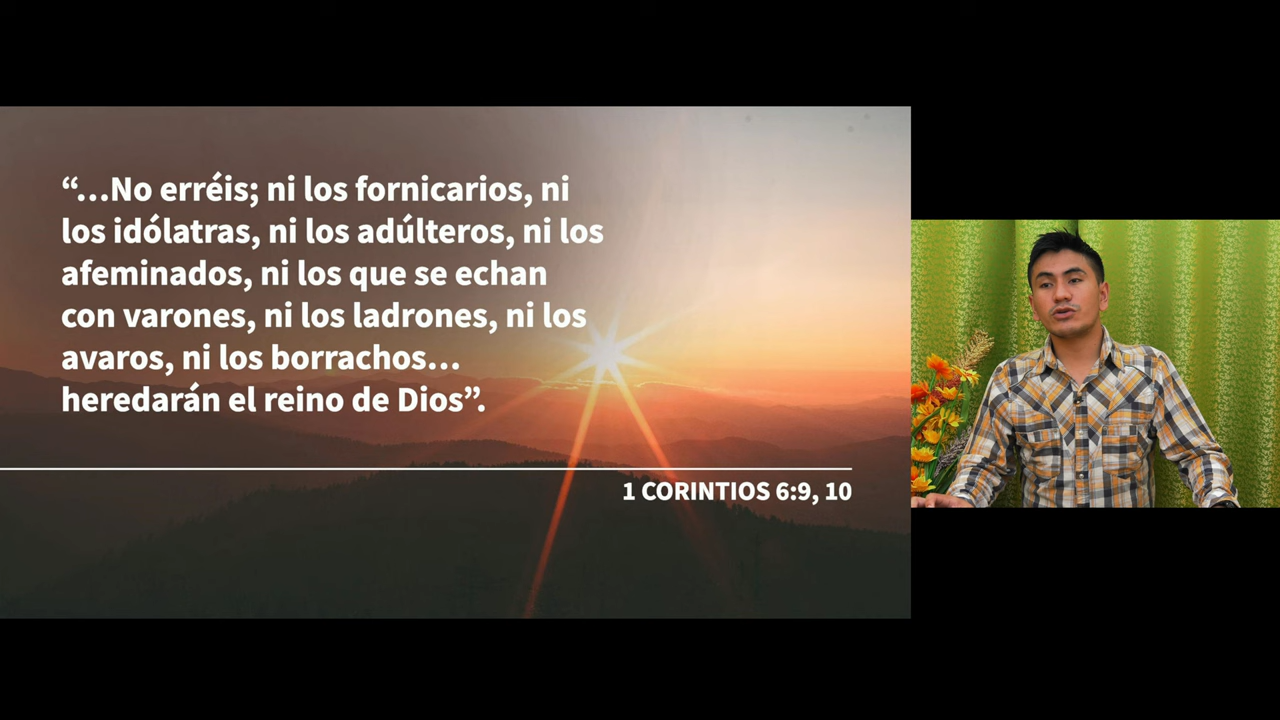 “...No erréis; ni los fornicarios, ni
los idólatras, ni los adúlteros, ni los
afeminados, ni los que se echan
con varones, ni los ladrones, ni los
avaros, ni los borrachos...
heredarán el reino de Dios”.
1 CORINTIOS 6:9, 10